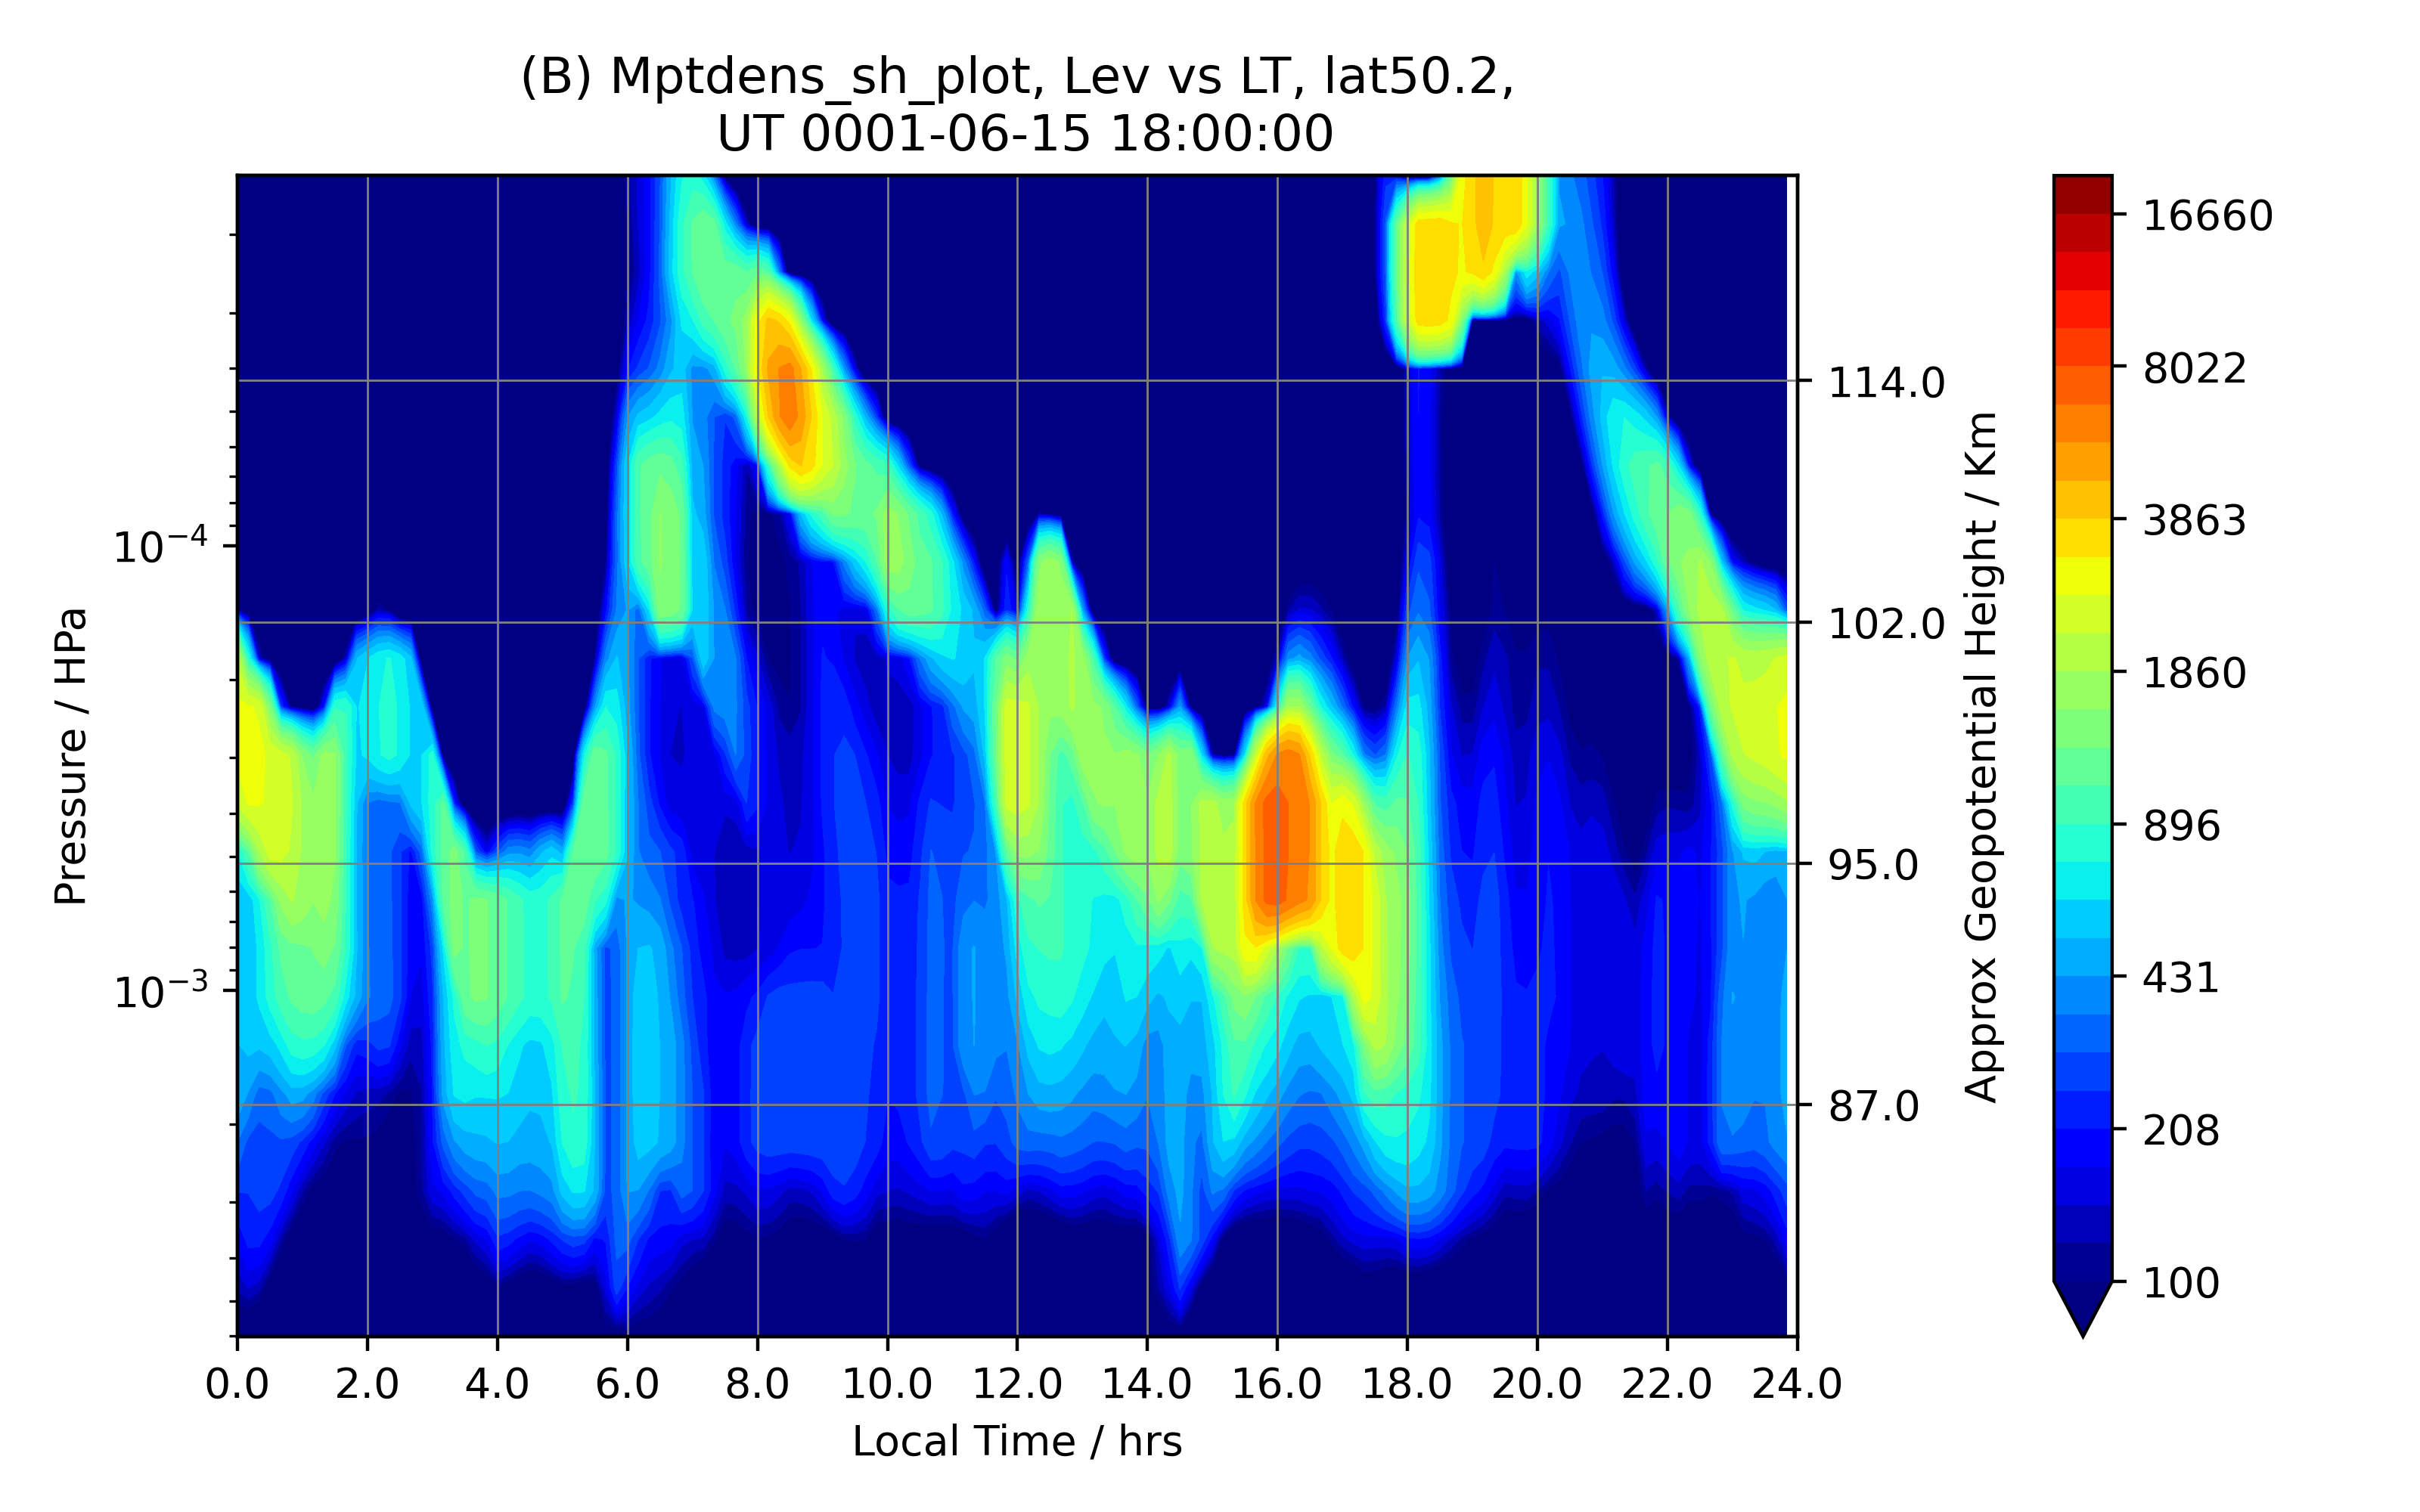 (B) Mptdens_sh_plot, Lev vs LT, lat50.2,
UT 0001-06-15 18:00:00
Pressure / HPa
10⁻⁴
10⁻³
0.0 2.0 4.0 6.0 8.0 10.0 12.0 14.0 16.0 18.0 20.0 22.0 24.0
Local Time / hrs
114.0
102.0
95.0
87.0
Approx Geopotential Height / Km
16660
8022
3863
1860
896
431
208
100